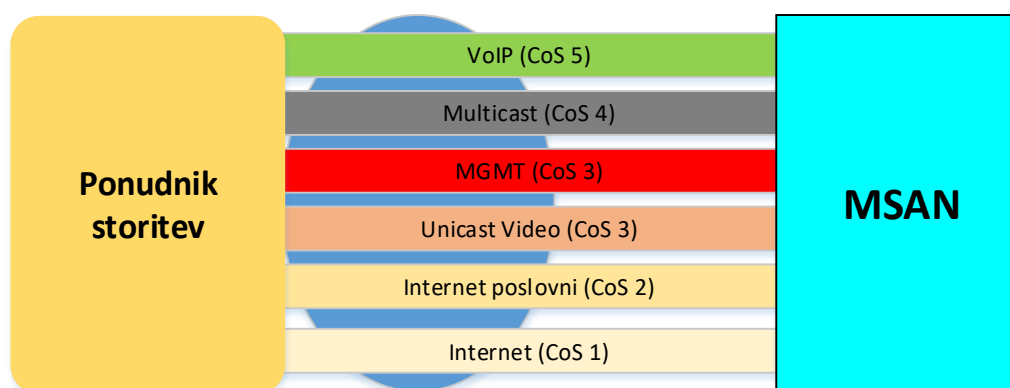 VoIP (CoS 5)
Multicast (CoS 4)
MGMT (CoS 3)
Ponudnik
storitev
MSAN
Unicast Video (CoS 3)
Internet poslovni (CoS 2)
Internet (CoS 1)